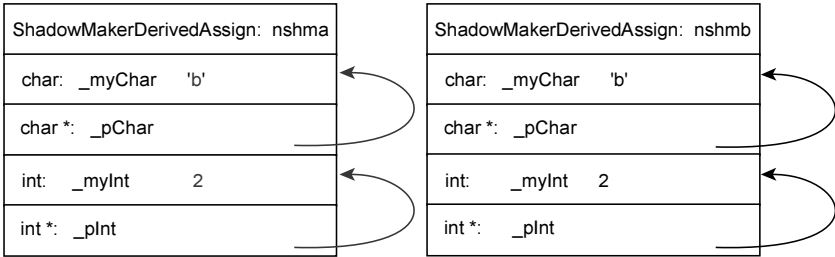 ShadowMakerDerivedAssign: nshma
char: _myChar 'b'
char *: _pChar
int: _myInt 2
int *: _pInt
ShadowMakerDerivedAssign: nshmb
char: _myChar 'b'
char *: _pChar
int: _myInt 2
int *: _pInt